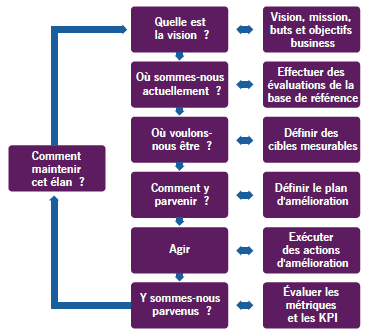 Quelle est
la vision ?
Vision, mission,
buts et objectifs
business
Où sommes-nous
actuellement ?
Effectuer des
évaluations de la
base de référence
Où voulons-
nous être ?
Définir des
cibles mesurables
Comment
maintenir
cet élan ?
Comment y
parvenir ?
Définir le plan
d'amélioration
Agir
Exécuter
des actions
d'amélioration
Y sommes-nous
parvenus ?
Évaluer les
métriques
et les KPI